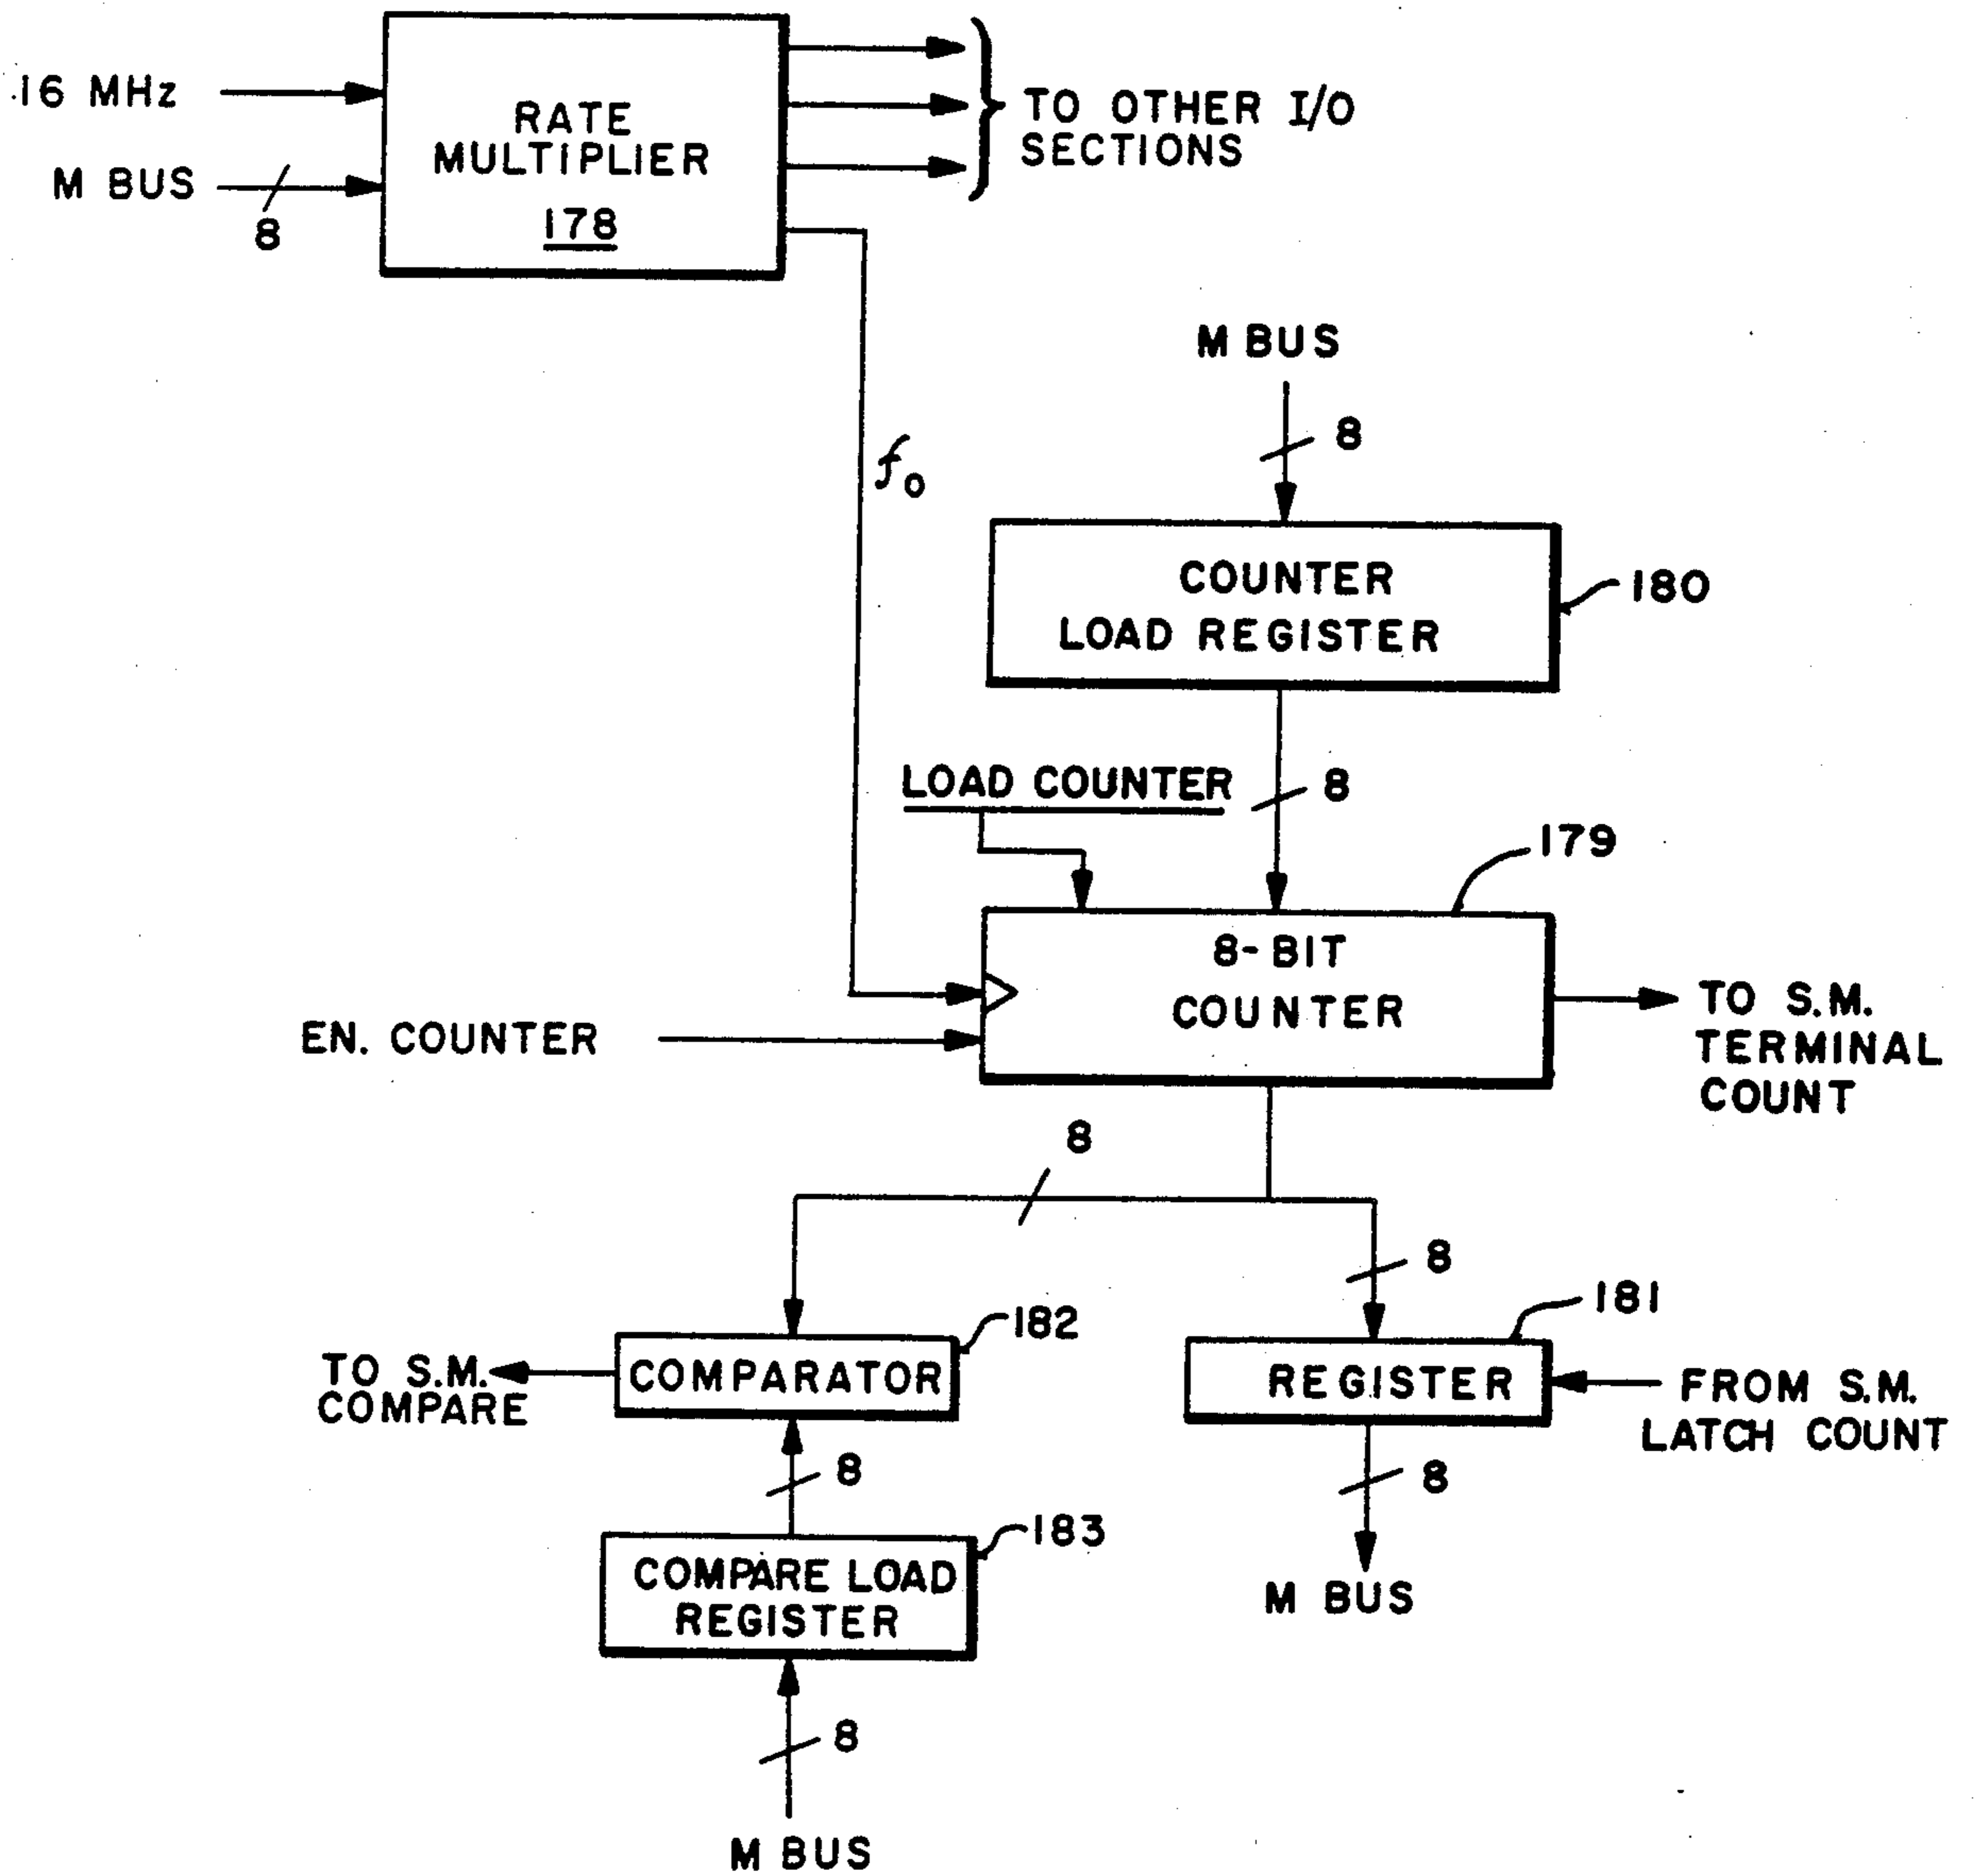 16 MHz
M BUS
8
RATE
MULTIPLIER
178
TO OTHER I/O
SECTIONS
f0
M BUS
8
COUNTER
LOAD REGISTER
180
LOAD COUNTER
8
179
8-BIT
COUNTER
EN. COUNTER
TO S.M.
TERMINAL
COUNT
8
8
182
181
TO S.M.
COMPARE
COMPARATOR
REGISTER
FROM S.M.
LATCH COUNT
8
8
183
COMPARE LOAD
REGISTER
M BUS
8
M BUS